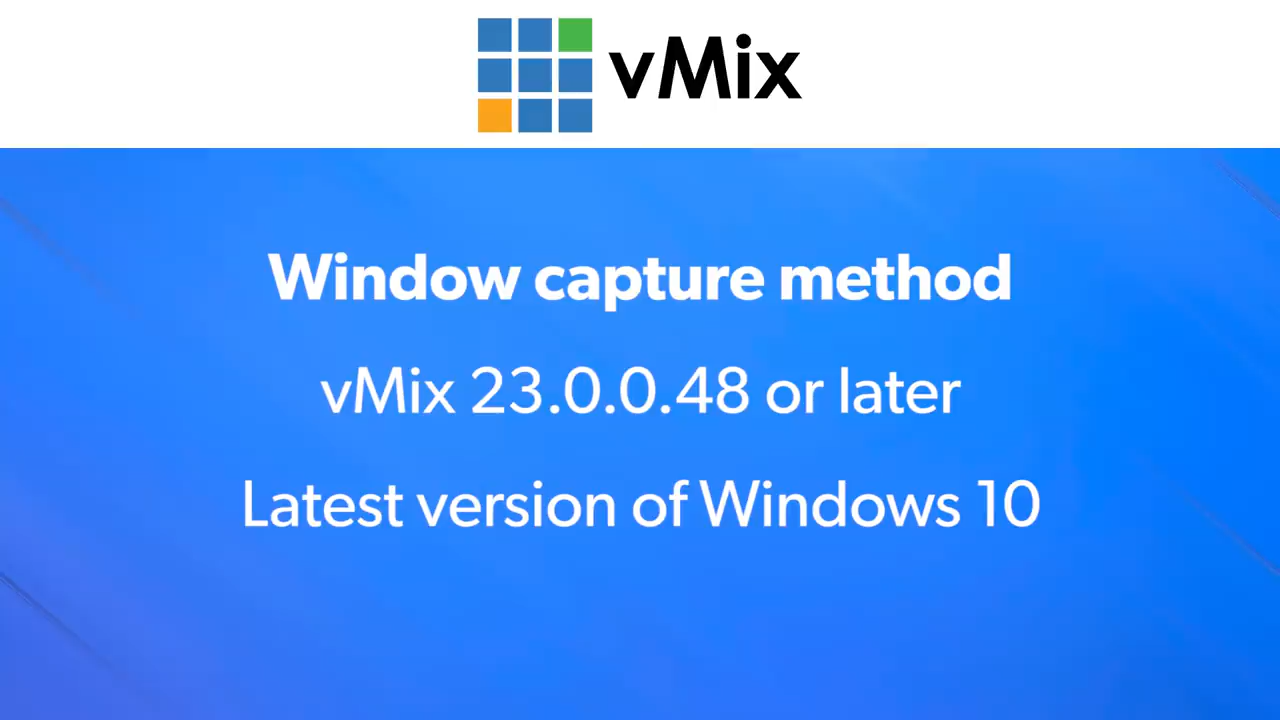 vMix
Window capture method
vMix 23.0.0.48 or later
Latest version of Windows 10